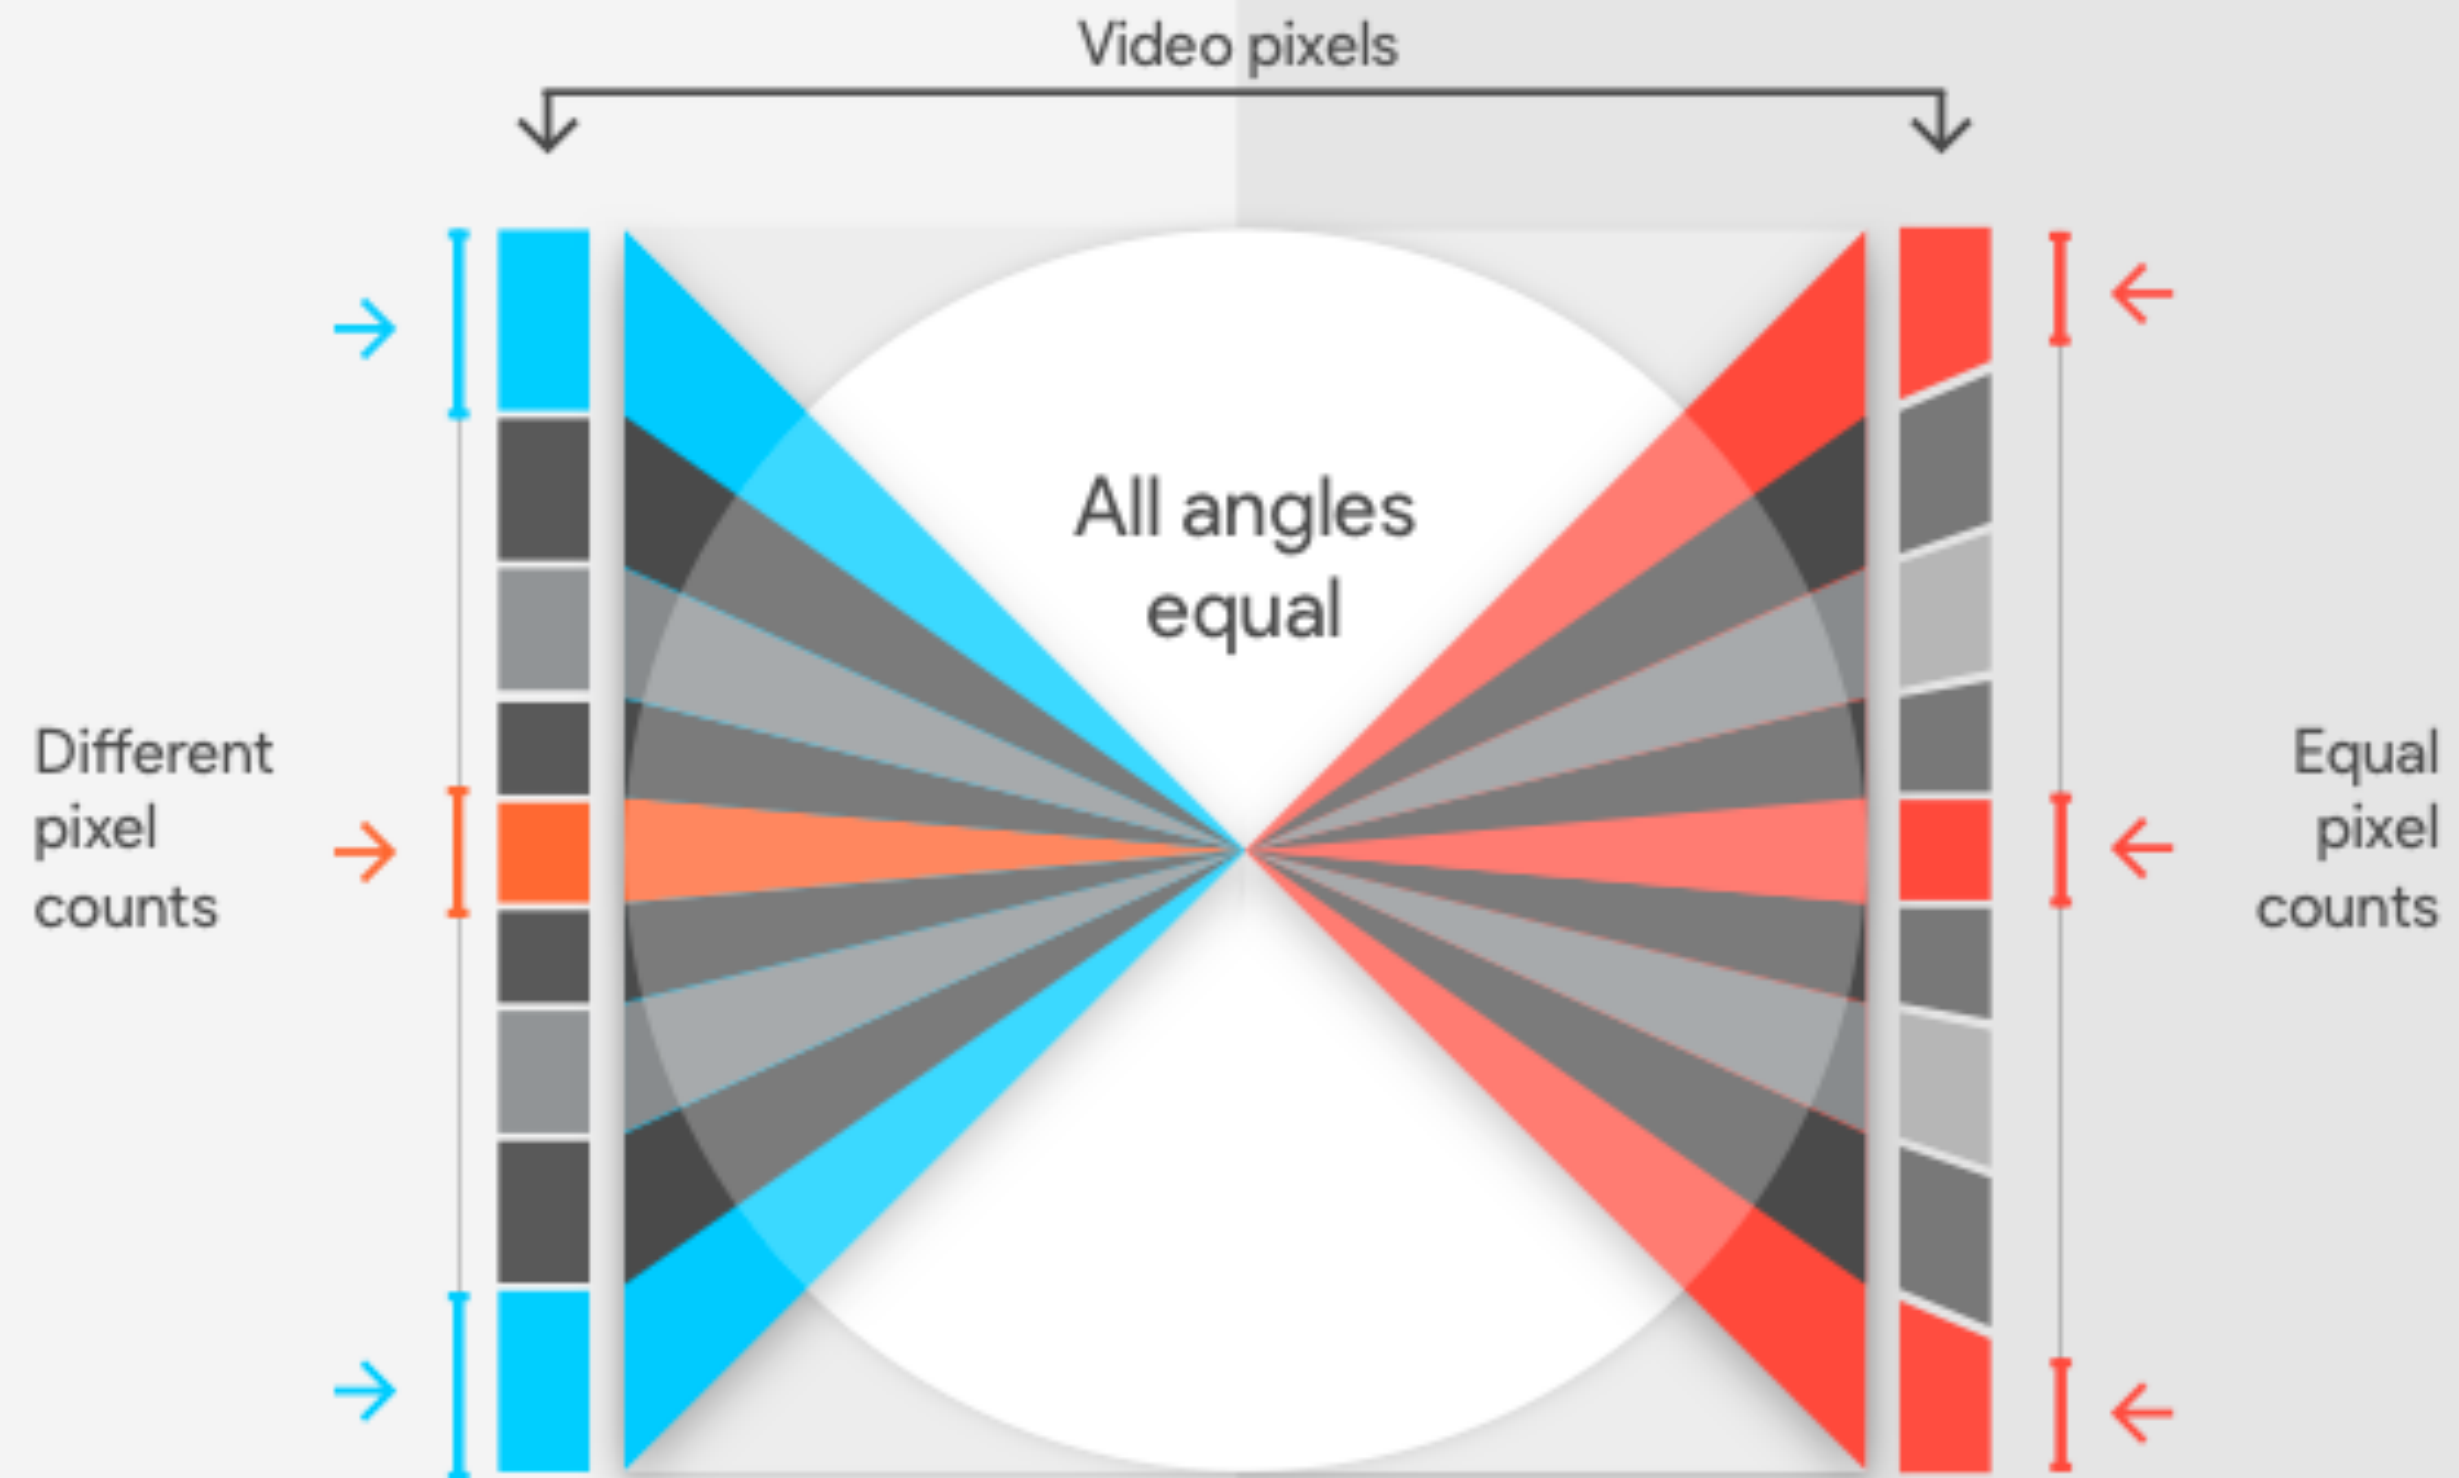 Video pixels
All angles
equal
Different
pixel
counts
Equal
pixel
counts